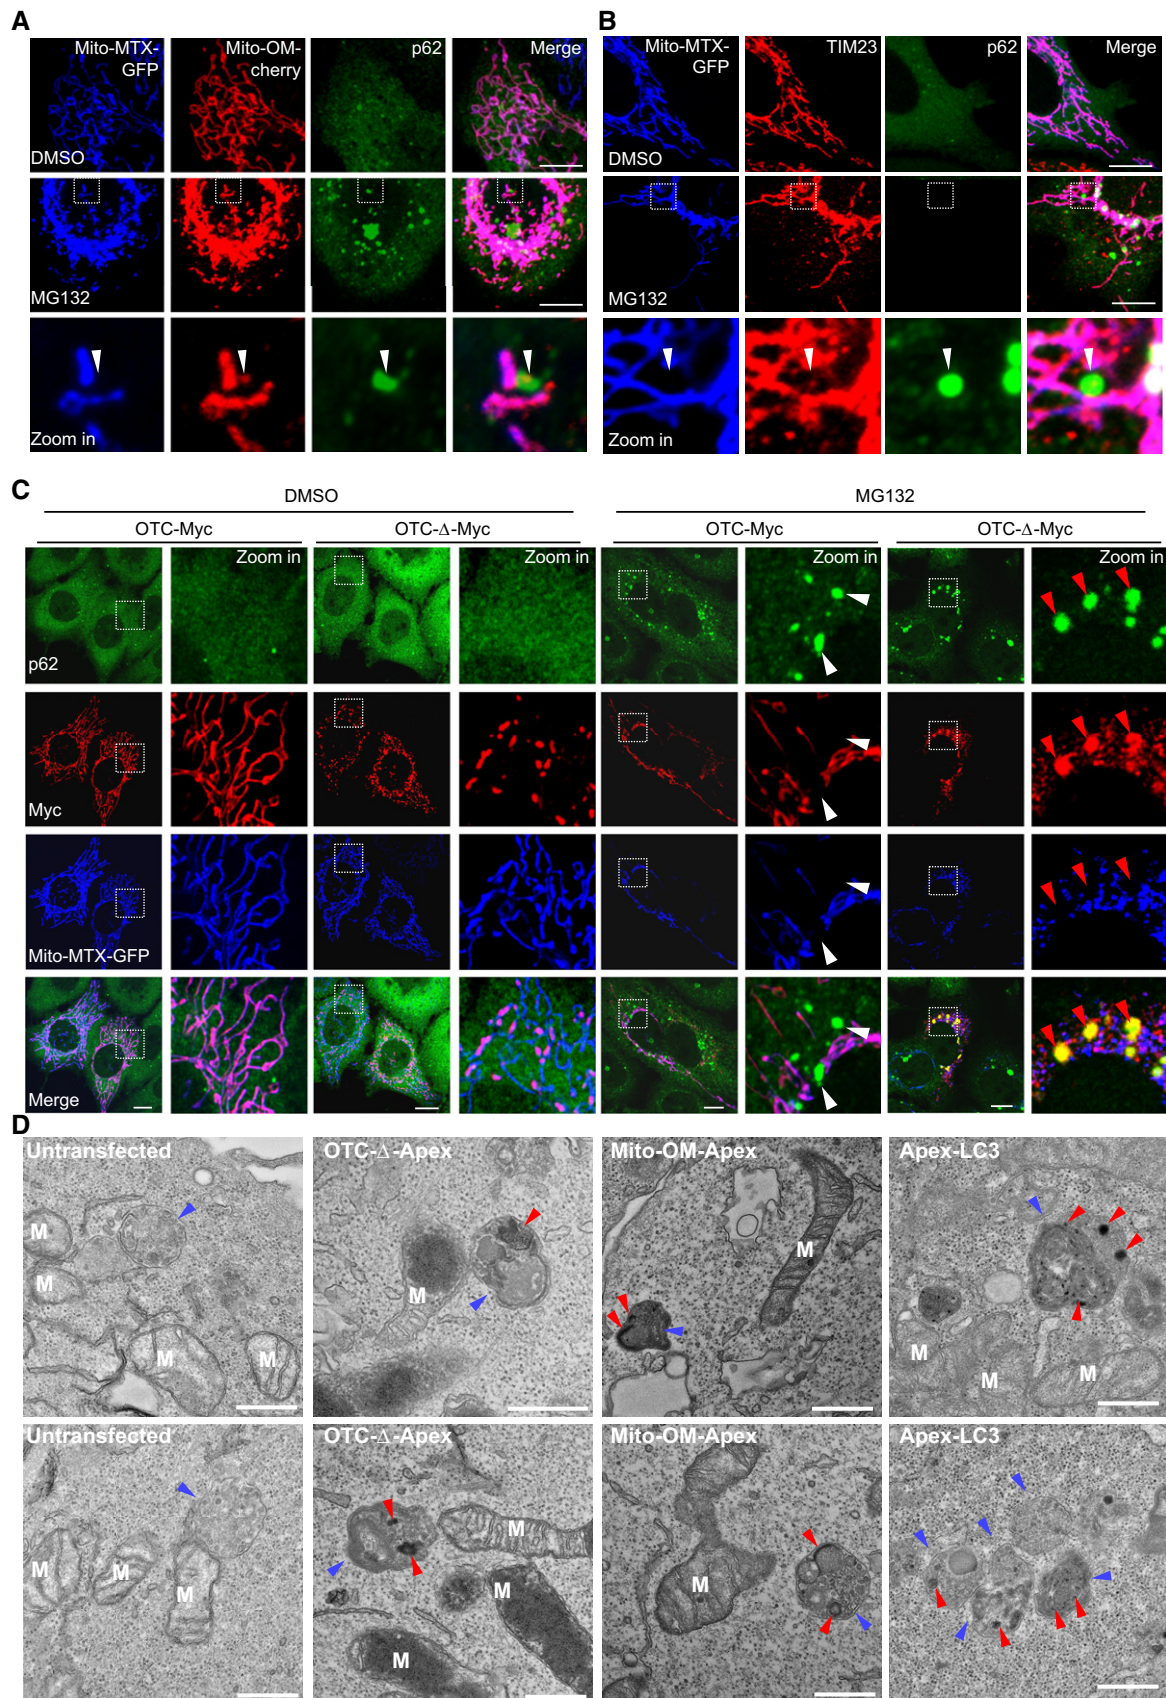 A
Mito-MTX-
GFP
Mito-OM-
cherry
p62
Merge
DMSO
MG132
Zoom in
B
Mito-MTX-
GFP
TIM23
p62
Merge
DMSO
MG132
Zoom in
C
DMSO
MG132
OTC-Myc
OTC-Δ-Myc
OTC-Myc
OTC-Δ-Myc
Zoom in
Zoom in
Zoom in
Zoom in
p62
Myc
Mito-MTX-GFP
Merge
D
Untransfected
OTC-Δ-Apex
Mito-OM-Apex
Apex-LC3
M
M
M
M
M
M
M
M
Untransfected
OTC-Δ-Apex
Mito-OM-Apex
Apex-LC3
M
M
M
M
M
M
M